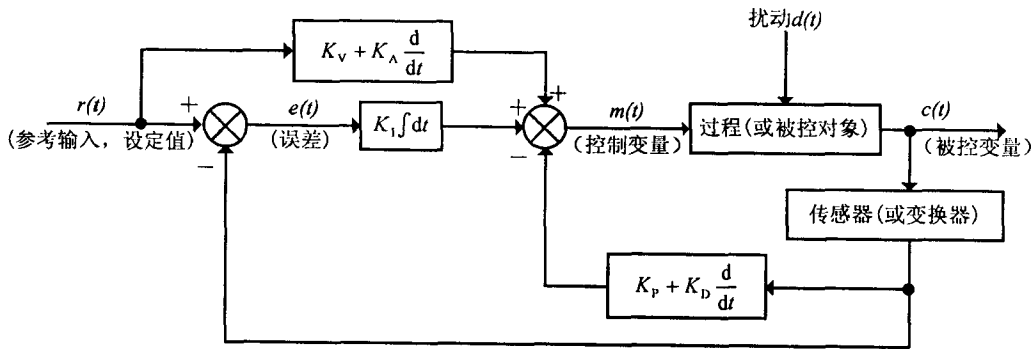 扰动d(t)
K_V + K_A d/dt
r(t)
+
e(t)
K_I∫dt
+
+
m(t)
过程(或被控对象)
c(t)
(参考输入，设定值)
(误差)
(控制变量)
(被控变量)
−
−
传感器(或变换器)
K_P + K_D d/dt